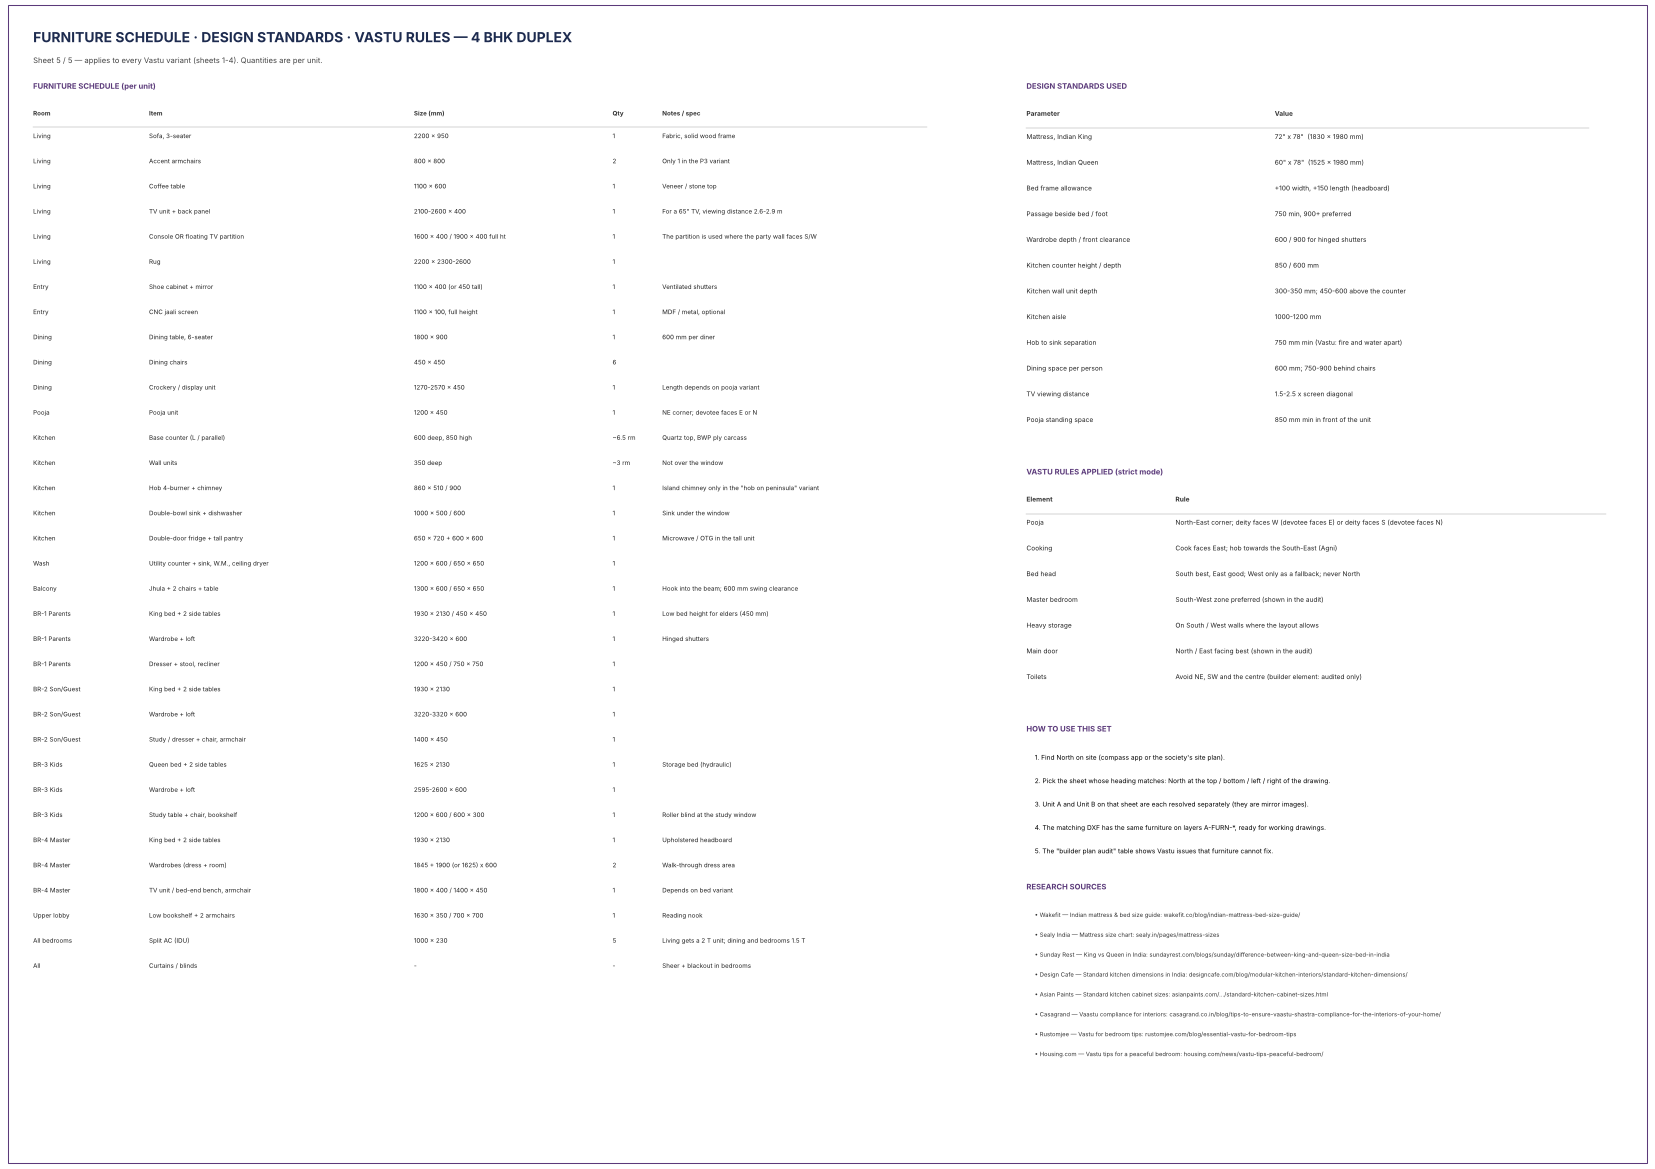 FURNITURE SCHEDULE · DESIGN STANDARDS · VASTU RULES — 4 BHK DUPLEX
Sheet 5 / 5 — applies to every Vastu variant (sheets 1-4). Quantities are per unit.
FURNITURE SCHEDULE (per unit)
Room Item Size (mm) Qty Notes / spec
Living Sofa, 3-seater 2200 × 950 1 Fabric, solid wood frame
Living Accent armchairs 800 × 800 2 Only 1 in the P3 variant
Living Coffee table 1100 × 600 1 Veneer / stone top
Living TV unit + back panel 2100-2600 × 400 1 For a 65" TV, viewing distance 2.6-2.9 m
Living Console OR floating TV partition 1600 × 400 / 1900 × 400 full ht 1 The partition is used where the party wall faces S/W
Living Rug 2200 × 2300-2600 1
Entry Shoe cabinet + mirror 1100 × 400 (or 450 tall) 1 Ventilated shutters
Entry CNC jaali screen 1100 × 100, full height 1 MDF / metal, optional
Dining Dining table, 6-seater 1800 × 900 1 600 mm per diner
Dining Dining chairs 450 × 450 6
Dining Crockery / display unit 1270-2570 × 450 1 Length depends on pooja variant
Pooja Pooja unit 1200 × 450 1 NE corner; devotee faces E or N
Kitchen Base counter (L / parallel) 600 deep, 850 high ~6.5 rm Quartz top, BWP ply carcass
Kitchen Wall units 350 deep ~3 rm Not over the window
Kitchen Hob 4-burner + chimney 860 × 510 / 900 1 Island chimney only in the "hob on peninsula" variant
Kitchen Double-bowl sink + dishwasher 1000 × 500 / 600 1 Sink under the window
Kitchen Double-door fridge + tall pantry 650 × 720 + 600 × 600 1 Microwave / OTG in the tall unit
Wash Utility counter + sink, W.M., ceiling dryer 1200 × 600 / 650 × 650 1
Balcony Jhula + 2 chairs + table 1300 × 600 / 650 × 650 1 Hook into the beam; 600 mm swing clearance
BR-1 Parents King bed + 2 side tables 1930 × 2130 / 450 × 450 1 Low bed height for elders (450 mm)
BR-1 Parents Wardrobe + loft 3220-3420 × 600 1 Hinged shutters
BR-1 Parents Dresser + stool, recliner 1200 × 450 / 750 × 750 1
BR-2 Son/Guest King bed + 2 side tables 1930 × 2130 1
BR-2 Son/Guest Wardrobe + loft 3220-3320 × 600 1
BR-2 Son/Guest Study / dresser + chair, armchair 1400 × 450 1
BR-3 Kids Queen bed + 2 side tables 1625 × 2130 1 Storage bed (hydraulic)
BR-3 Kids Wardrobe + loft 2595-2600 × 600 1
BR-3 Kids Study table + chair, bookshelf 1200 × 600 / 600 × 300 1 Roller blind at the study window
BR-4 Master King bed + 2 side tables 1930 × 2130 1 Upholstered headboard
BR-4 Master Wardrobes (dress + room) 1845 + 1900 (or 1625) x 600 2 Walk-through dress area
BR-4 Master TV unit / bed-end bench, armchair 1800 × 400 / 1400 × 450 1 Depends on bed variant
Upper lobby Low bookshelf + 2 armchairs 1630 × 350 / 700 × 700 1 Reading nook
All bedrooms Split AC (IDU) 1000 × 230 5 Living gets a 2 T unit; dining and bedrooms 1.5 T
All Curtains / blinds - - Sheer + blackout in bedrooms
DESIGN STANDARDS USED
Parameter Value
Mattress, Indian King 72" x 78" (1830 × 1980 mm)
Mattress, Indian Queen 60" x 78" (1525 × 1980 mm)
Bed frame allowance +100 width, +150 length (headboard)
Passage beside bed / foot 750 min, 900+ preferred
Wardrobe depth / front clearance 600 / 900 for hinged shutters
Kitchen counter height / depth 850 / 600 mm
Kitchen wall unit depth 300-350 mm; 450-600 above the counter
Kitchen aisle 1000-1200 mm
Hob to sink separation 750 mm min (Vastu: fire and water apart)
Dining space per person 600 mm; 750-900 behind chairs
TV viewing distance 1.5-2.5 x screen diagonal
Pooja standing space 850 mm min in front of the unit
VASTU RULES APPLIED (strict mode)
Element Rule
Pooja North-East corner; deity faces W (devotee faces E) or deity faces S (devotee faces N)
Cooking Cook faces East; hob towards the South-East (Agni)
Bed head South best, East good; West only as a fallback; never North
Master bedroom South-West zone preferred (shown in the audit)
Heavy storage On South / West walls where the layout allows
Main door North / East facing best (shown in the audit)
Toilets Avoid NE, SW and the centre (builder element: audited only)
HOW TO USE THIS SET
1. Find North on site (compass app or the society's site plan).
2. Pick the sheet whose heading matches: North at the top / bottom / left / right of the drawing.
3. Unit A and Unit B on that sheet are each resolved separately (they are mirror images).
4. The matching DXF has the same furniture on layers A-FURN-*, ready for working drawings.
5. The "builder plan audit" table shows Vastu issues that furniture cannot fix.
RESEARCH SOURCES
• Wakefit — Indian mattress & bed size guide: wakefit.co/blog/indian-mattress-bed-size-guide/
• Sealy India — Mattress size chart: sealy.in/pages/mattress-sizes
• Sunday Rest — King vs Queen in India: sundayrest.com/blogs/sunday/difference-between-king-and-queen-size-bed-in-india
• Design Cafe — Standard kitchen dimensions in India: designcafe.com/blog/modular-kitchen-interiors/standard-kitchen-dimensions/
• Asian Paints — Standard kitchen cabinet sizes: asianpaints.com/.../standard-kitchen-cabinet-sizes.html
• Casagrand — Vaastu compliance for interiors: casagrand.co.in/blog/tips-to-ensure-vaastu-shastra-compliance-for-the-interiors-of-your-home/
• Rustomjee — Vastu for bedroom tips: rustomjee.com/blog/essential-vastu-for-bedroom-tips
• Housing.com — Vastu tips for a peaceful bedroom: housing.com/news/vastu-tips-peaceful-bedroom/